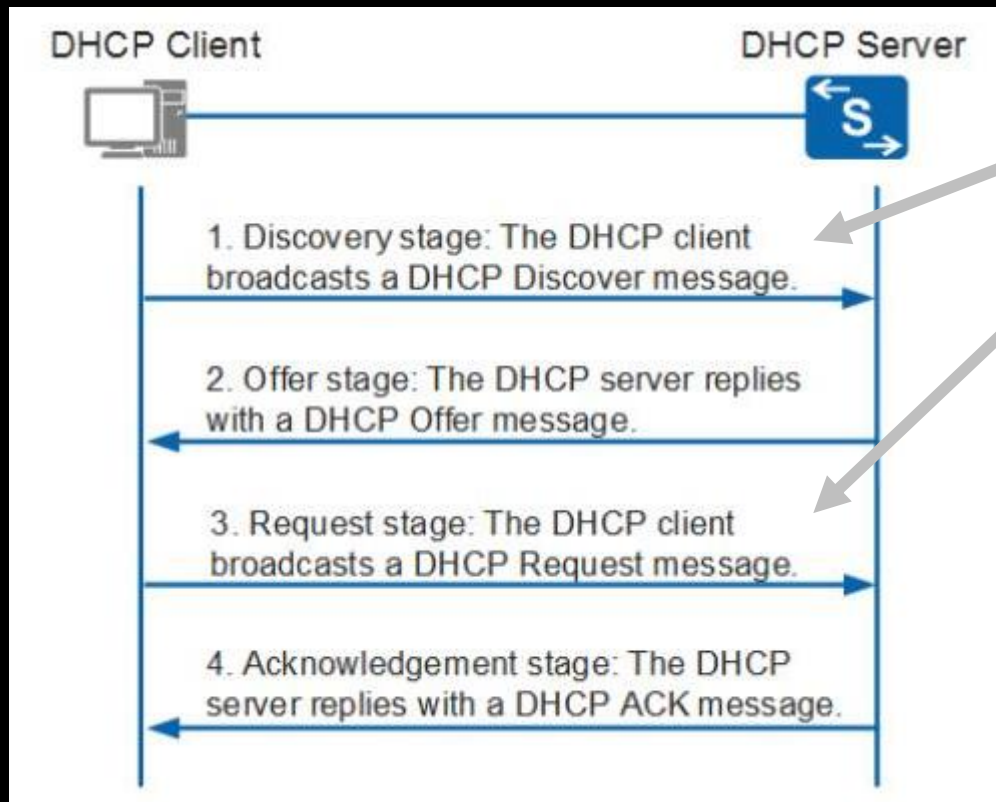 DHCP Client
DHCP Server
S
1. Discovery stage: The DHCP client
broadcasts a DHCP Discover message.
2. Offer stage: The DHCP server replies
with a DHCP Offer message.
3. Request stage: The DHCP client
broadcasts a DHCP Request message.
4. Acknowledgement stage: The DHCP
server replies with a DHCP ACK message.